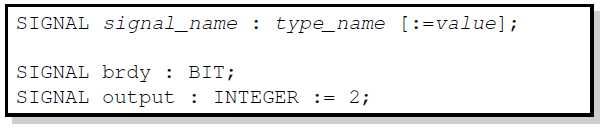 SIGNAL signal_name : type_name [:=value];
SIGNAL brdy : BIT;
SIGNAL output : INTEGER := 2;